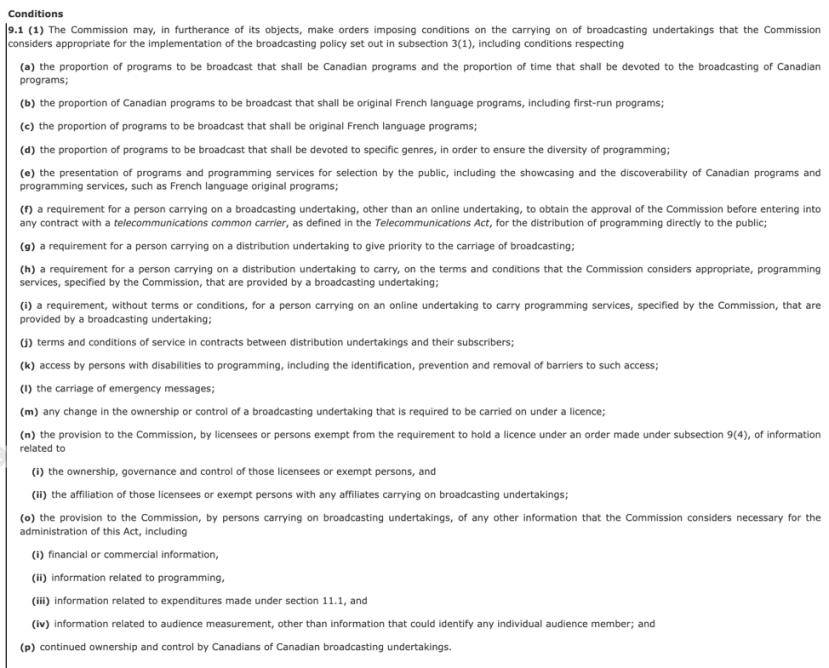 Conditions
9.1 (1) The Commission may, in furtherance of its objects, make orders imposing conditions on the carrying on of broadcasting undertakings that the Commission
considers appropriate for the implementation of the broadcasting policy set out in subsection 3(1), including conditions respecting
(a) the proportion of programs to be broadcast that shall be Canadian programs and the proportion of time that shall be devoted to the broadcasting of Canadian
programs;
(b) the proportion of Canadian programs to be broadcast that shall be original French language programs, including first-run programs;
(c) the proportion of programs to be broadcast that shall be original French language programs;
(d) the proportion of programs to be broadcast that shall be devoted to specific genres, in order to ensure the diversity of programming;
(e) the presentation of programs and programming services for selection by the public, including the showcasing and the discoverability of Canadian programs and
programming services, such as French language original programs;
(f) a requirement for a person carrying on a broadcasting undertaking, other than an online undertaking, to obtain the approval of the Commission before entering into
any contract with a telecommunications common carrier, as defined in the Telecommunications Act, for the distribution of programming directly to the public;
(g) a requirement for a person carrying on a distribution undertaking to give priority to the carriage of broadcasting;
(h) a requirement for a person carrying on a distribution undertaking to carry, on the terms and conditions that the Commission considers appropriate, programming
services, specified by the Commission, that are provided by a broadcasting undertaking;
(i) a requirement, without terms or conditions, for a person carrying on an online undertaking to carry programming services, specified by the Commission, that are
provided by a broadcasting undertaking;
(j) terms and conditions of service in contracts between distribution undertakings and their subscribers;
(k) access by persons with disabilities to programming, including the identification, prevention and removal of barriers to such access;
(l) the carriage of emergency messages;
(m) any change in the ownership or control of a broadcasting undertaking that is required to be carried on under a licence;
(n) the provision to the Commission, by licensees or persons exempt from the requirement to hold a licence under an order made under subsection 9(4), of information
related to
(i) the ownership, governance and control of those licensees or exempt persons, and
(ii) the affiliation of those licensees or exempt persons with any affiliates carrying on broadcasting undertakings;
(o) the provision to the Commission, by persons carrying on broadcasting undertakings, of any other information that the Commission considers necessary for the
administration of this Act, including
(i) financial or commercial information,
(ii) information related to programming,
(iii) information related to expenditures made under section 11.1, and
(iv) information related to audience measurement, other than information that could identify any individual audience member; and
(p) continued ownership and control by Canadians of Canadian broadcasting undertakings.